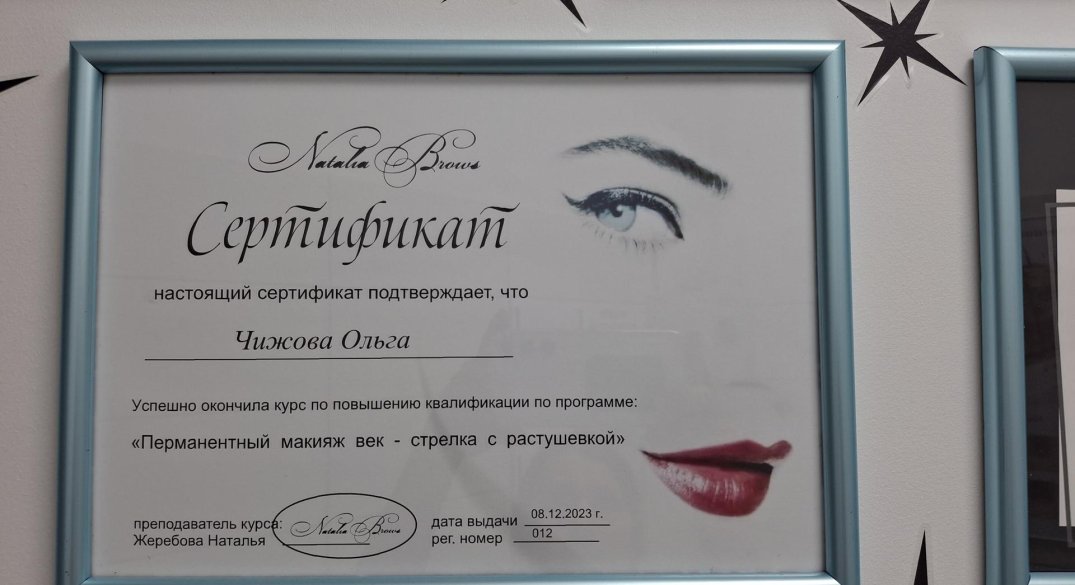 Natalia Brows
Сертификат
настоящий сертификат подтверждает, что
Чижова Ольга
Успешно окончила курс по повышению квалификации по программе:
«Перманентный макияж век - стрелка с растушевкой»
преподаватель курса:
Жеребова Наталья
Natalia Brows
дата выдачи 08.12.2023 г.
рег. номер 012